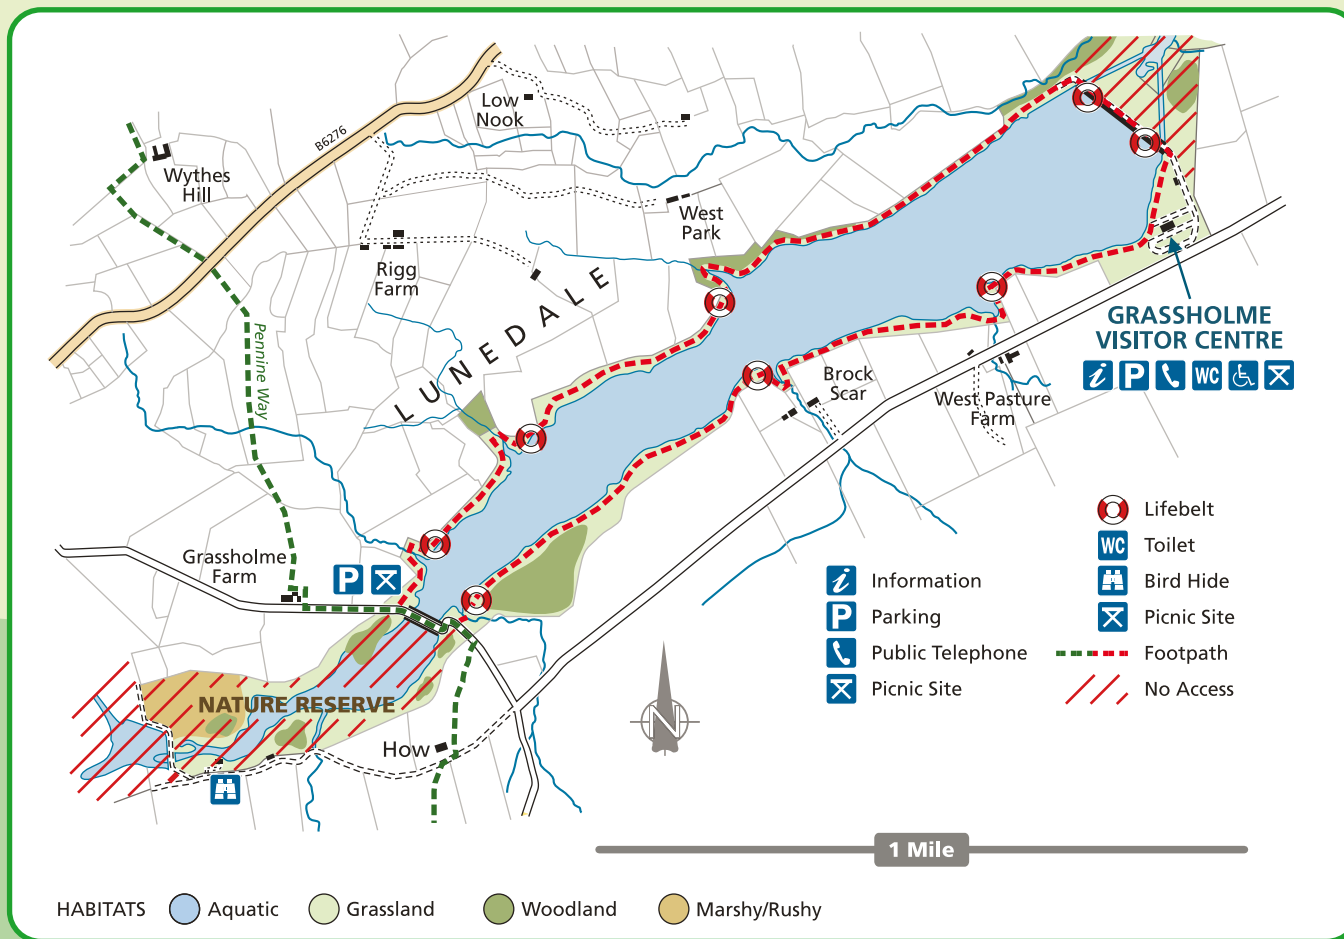 Low
Nook
B6276
Wythes
Hill
West
Park
Rigg
Farm
LUNEDALE
Pennine Way
GRASSHOLME
VISITOR CENTRE
i P WC
Brock
Scar
West Pasture
Farm
Grassholme
Farm
P
NATURE RESERVE
How
N
Lifebelt
WC Toilet
i Information
Bird Hide
P Parking
Picnic Site
Public Telephone
Footpath
Picnic Site
No Access
1 Mile
HABITATS Aquatic Grassland Woodland Marshy/Rushy